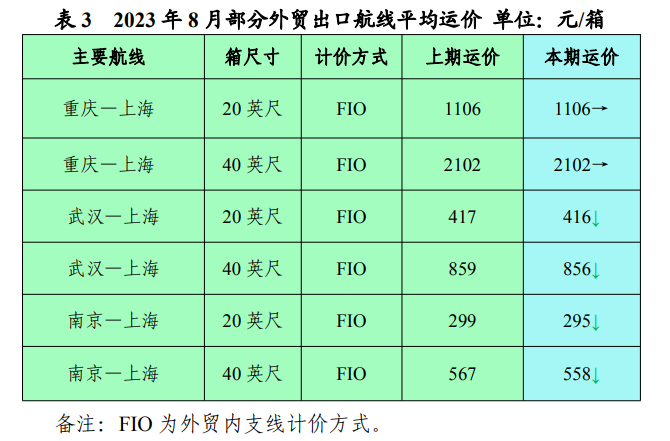 表 3 2023 年 8 月部分外贸出口航线平均运价 单位：元/箱
主要航线 箱尺寸 计价方式 上期运价 本期运价
重庆—上海 20 英尺 FIO 1106 1106→
重庆—上海 40 英尺 FIO 2102 2102→
武汉—上海 20 英尺 FIO 417 416↓
武汉—上海 40 英尺 FIO 859 856↓
南京—上海 20 英尺 FIO 299 295↓
南京—上海 40 英尺 FIO 567 558↓
备注：FIO 为外贸内支线计价方式。